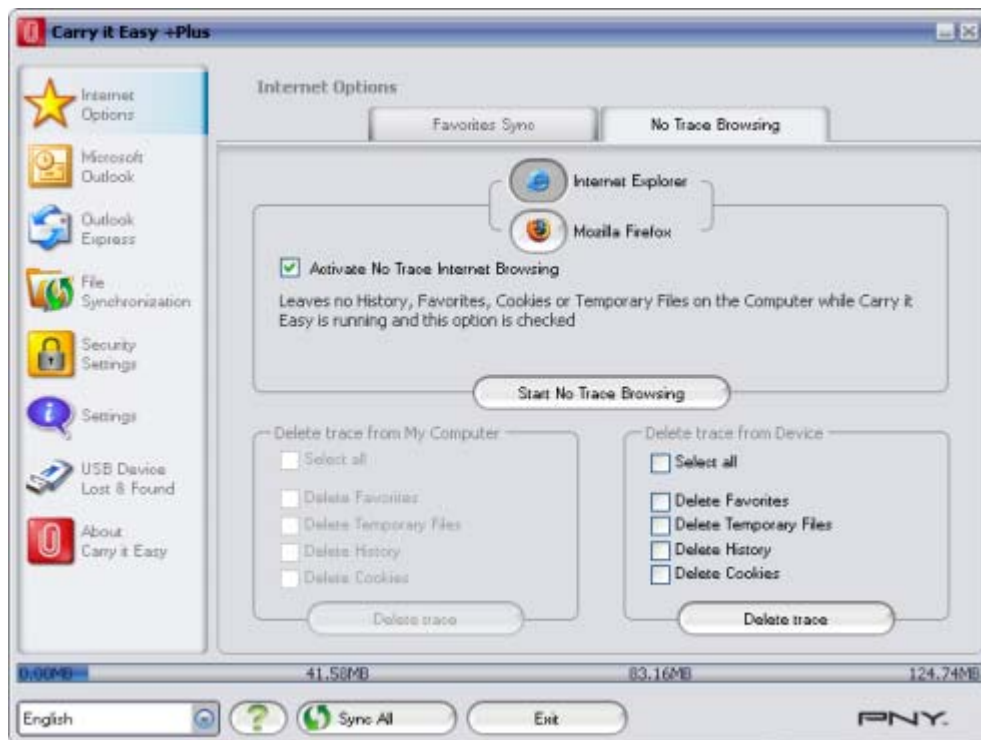 Carry it Easy +Plus
Internet
Options
Microsoft
Outlook
Outlook
Express
File
Synchronization
Security
Settings
Settings
USB Device
Lost & Found
About
Carry it Easy
Internet Options
Favorites Sync
No Trace Browsing
Internet Explorer
Mozilla Firefox
Activate No Trace Internet Browsing
Leaves no History, Favorites, Cookies or Temporary Files on the Computer while Carry it
Easy is running and this option is checked
Start No Trace Browsing
Delete trace from My Computer
Select all
Delete Favorites
Delete Temporary Files
Delete History
Delete Cookies
Delete trace
Delete trace from Device
Select all
Delete Favorites
Delete Temporary Files
Delete History
Delete Cookies
Delete trace
0.00MB 41.58MB 83.16MB 124.74MB
English
?
Sync All
Exit
PNY.